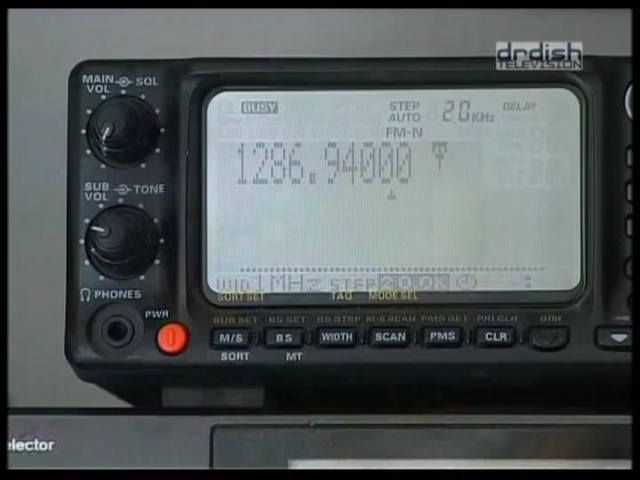 drdish
TELEVISION
MAIN VOL SQL
BUSY
STEP AUTO 20 KHz
DELAY
FM-N
1286.94000
SUB VOL TONE
PHONES
PWR
SORT SET TAG MODE SEL
SUB SET BS SET BS STEP M/S SCAN PMS SET PRI CLR DIM
M/S BS WIDTH SCAN PMS CLR
SORT MT
elector